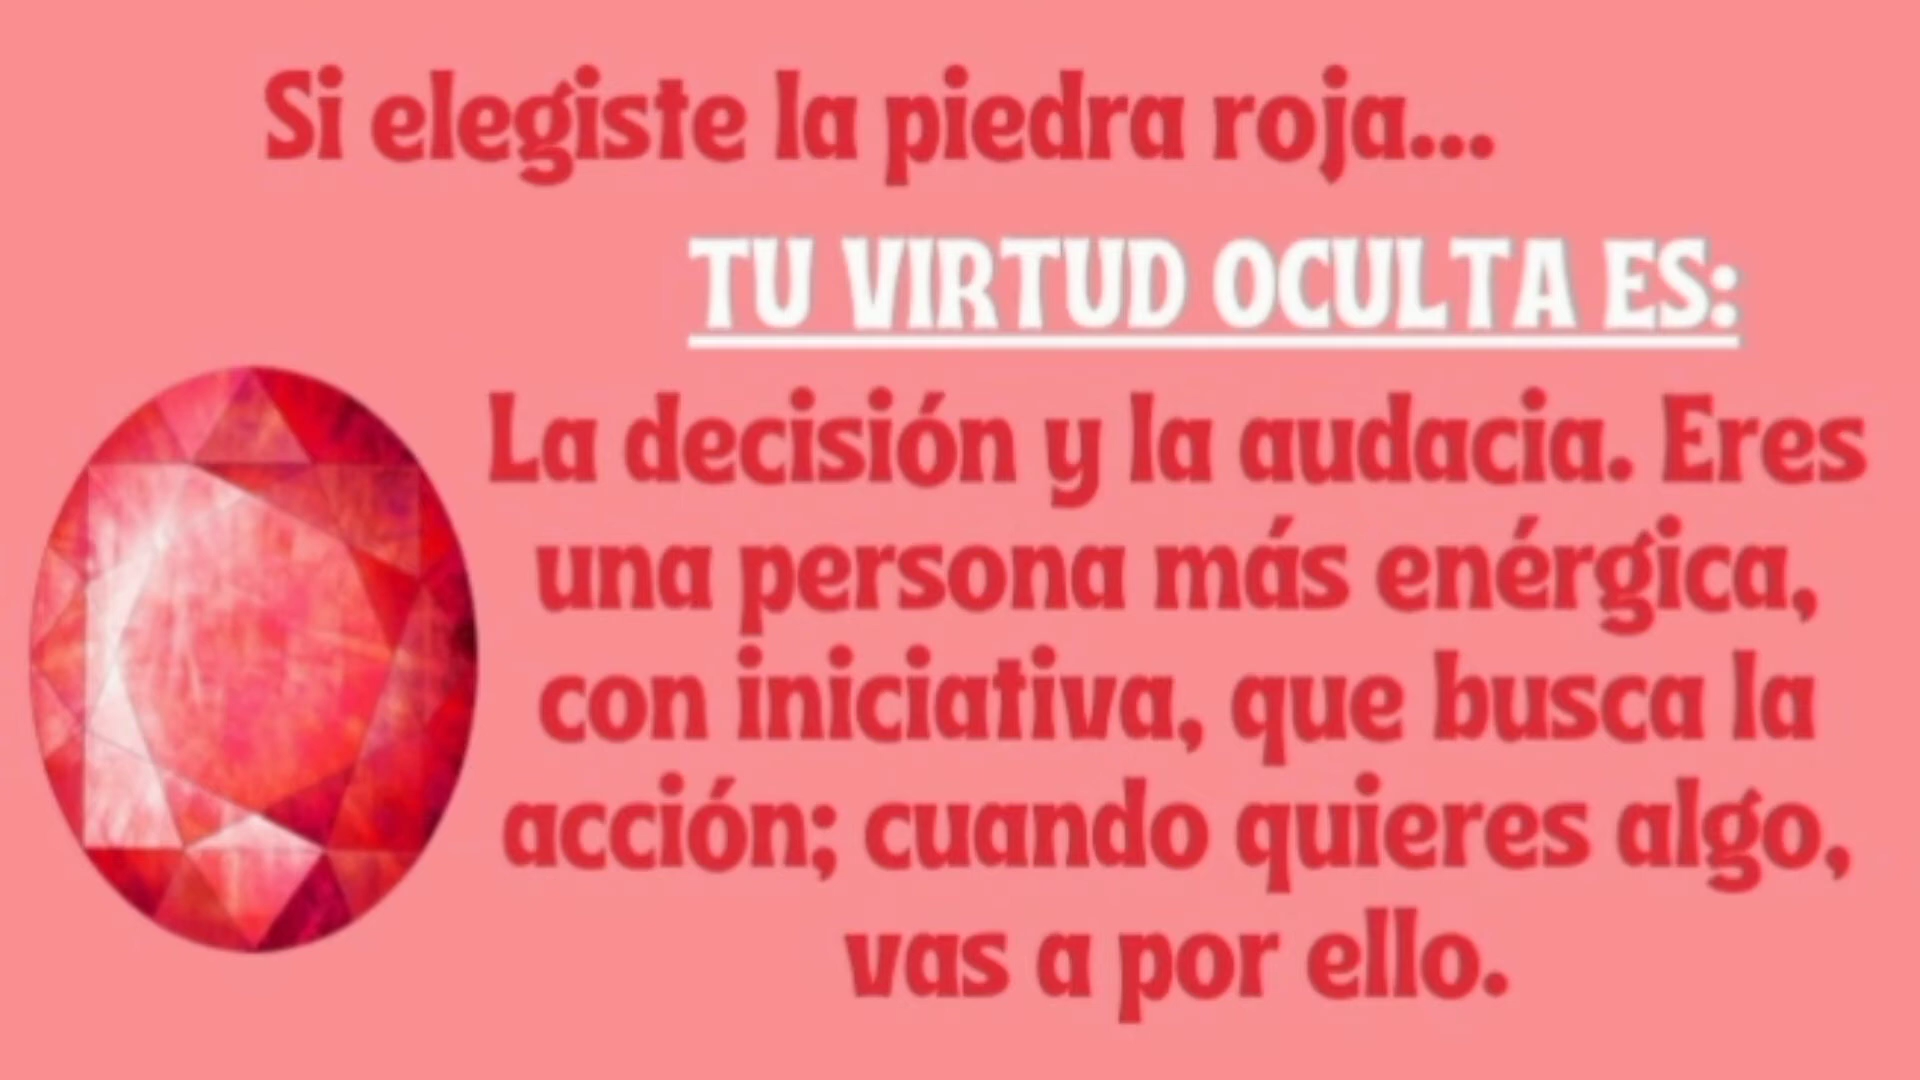 Si elegiste la piedra roja...
TU VIRTUD OCULTA ES:
La decisión y la audacia. Eres
una persona más enérgica,
con iniciativa, que busca la
acción; cuando quieres algo,
vas a por ello.